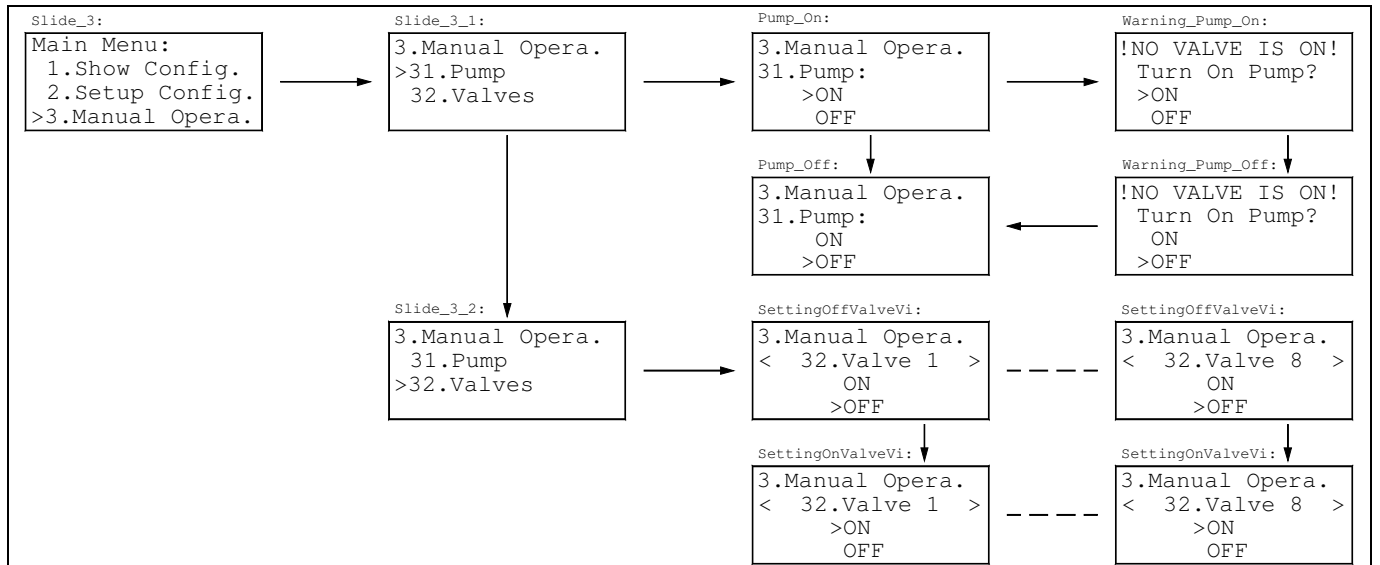 Slide_3:
Main Menu:
1.Show Config.
2.Setup Config.
>3.Manual Opera.
Slide_3_1:
3.Manual Opera.
>31.Pump
32.Valves
Pump_On:
3.Manual Opera.
31.Pump:
>ON
OFF
Warning_Pump_On:
!NO VALVE IS ON!
Turn On Pump?
>ON
OFF
Pump_Off:
3.Manual Opera.
31.Pump:
ON
>OFF
Warning_Pump_Off:
!NO VALVE IS ON!
Turn On Pump?
ON
>OFF
Slide_3_2:
3.Manual Opera.
31.Pump
>32.Valves
SettingOffValveVi:
3.Manual Opera.
< 32.Valve 1 >
ON
>OFF
SettingOffValveVi:
3.Manual Opera.
< 32.Valve 8 >
ON
>OFF
SettingOnValveVi:
3.Manual Opera.
< 32.Valve 1 >
>ON
OFF
SettingOnValveVi:
3.Manual Opera.
< 32.Valve 8 >
>ON
OFF